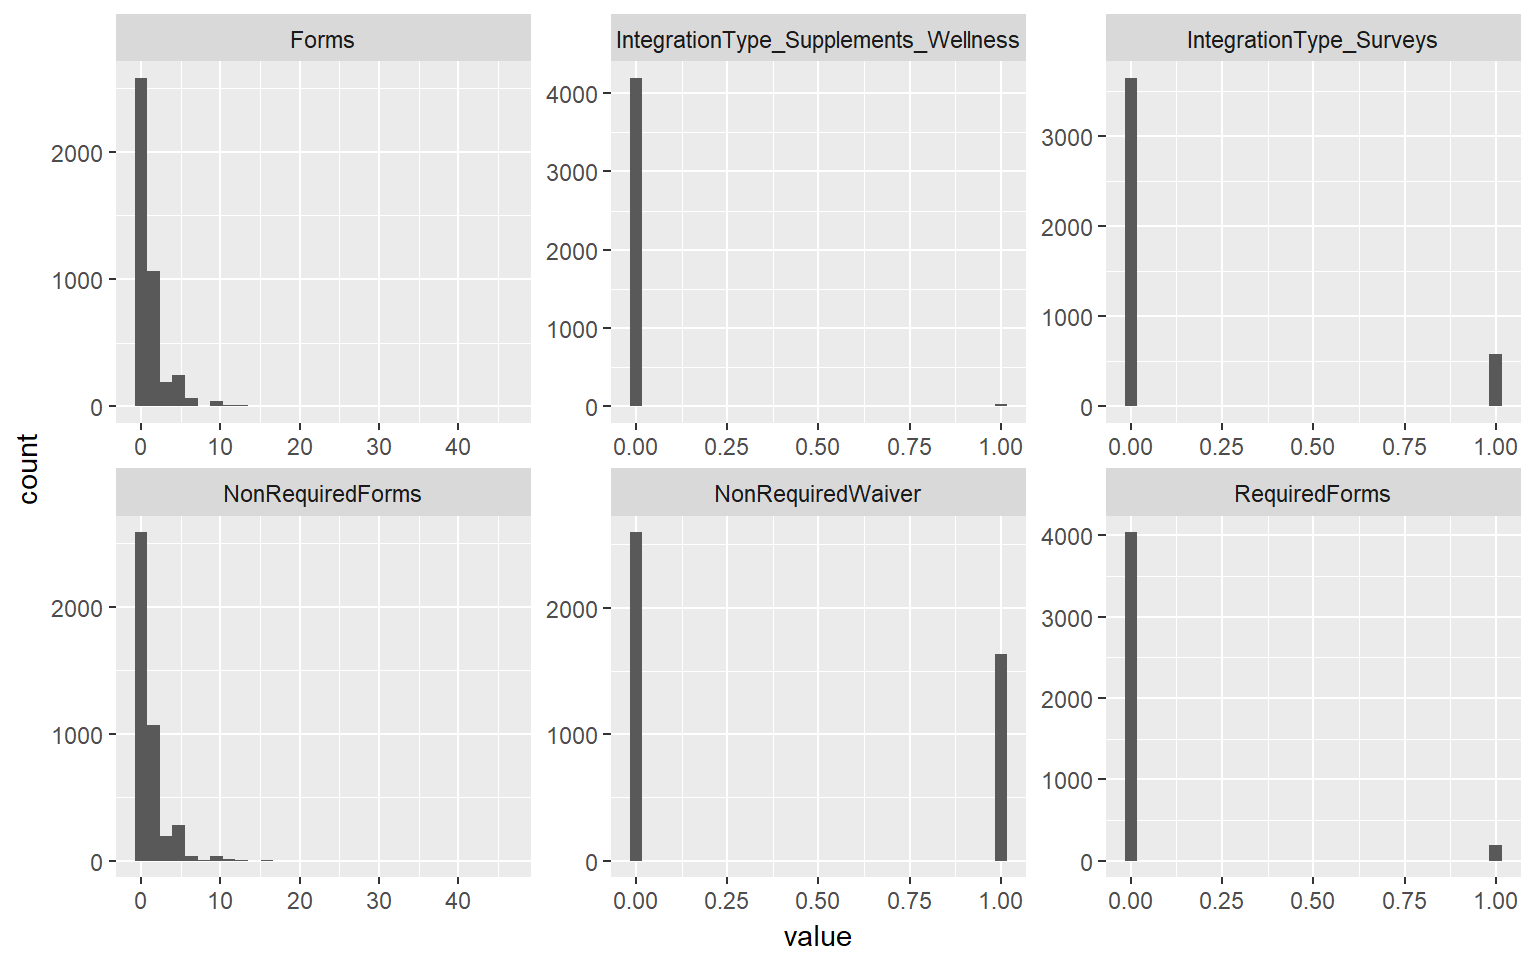 Forms
IntegrationType_Supplements_Wellness
IntegrationType_Surveys
2000
1000
0
4000
3000
2000
1000
0
3000
2000
1000
0
0 10 20 30 40
0.00 0.25 0.50 0.75 1.00
0.00 0.25 0.50 0.75 1.00
count
NonRequiredForms
NonRequiredWaiver
RequiredForms
2000
1000
0
2000
1000
0
4000
3000
2000
1000
0
0 10 20 30 40
0.00 0.25 0.50 0.75 1.00
0.00 0.25 0.50 0.75 1.00
value